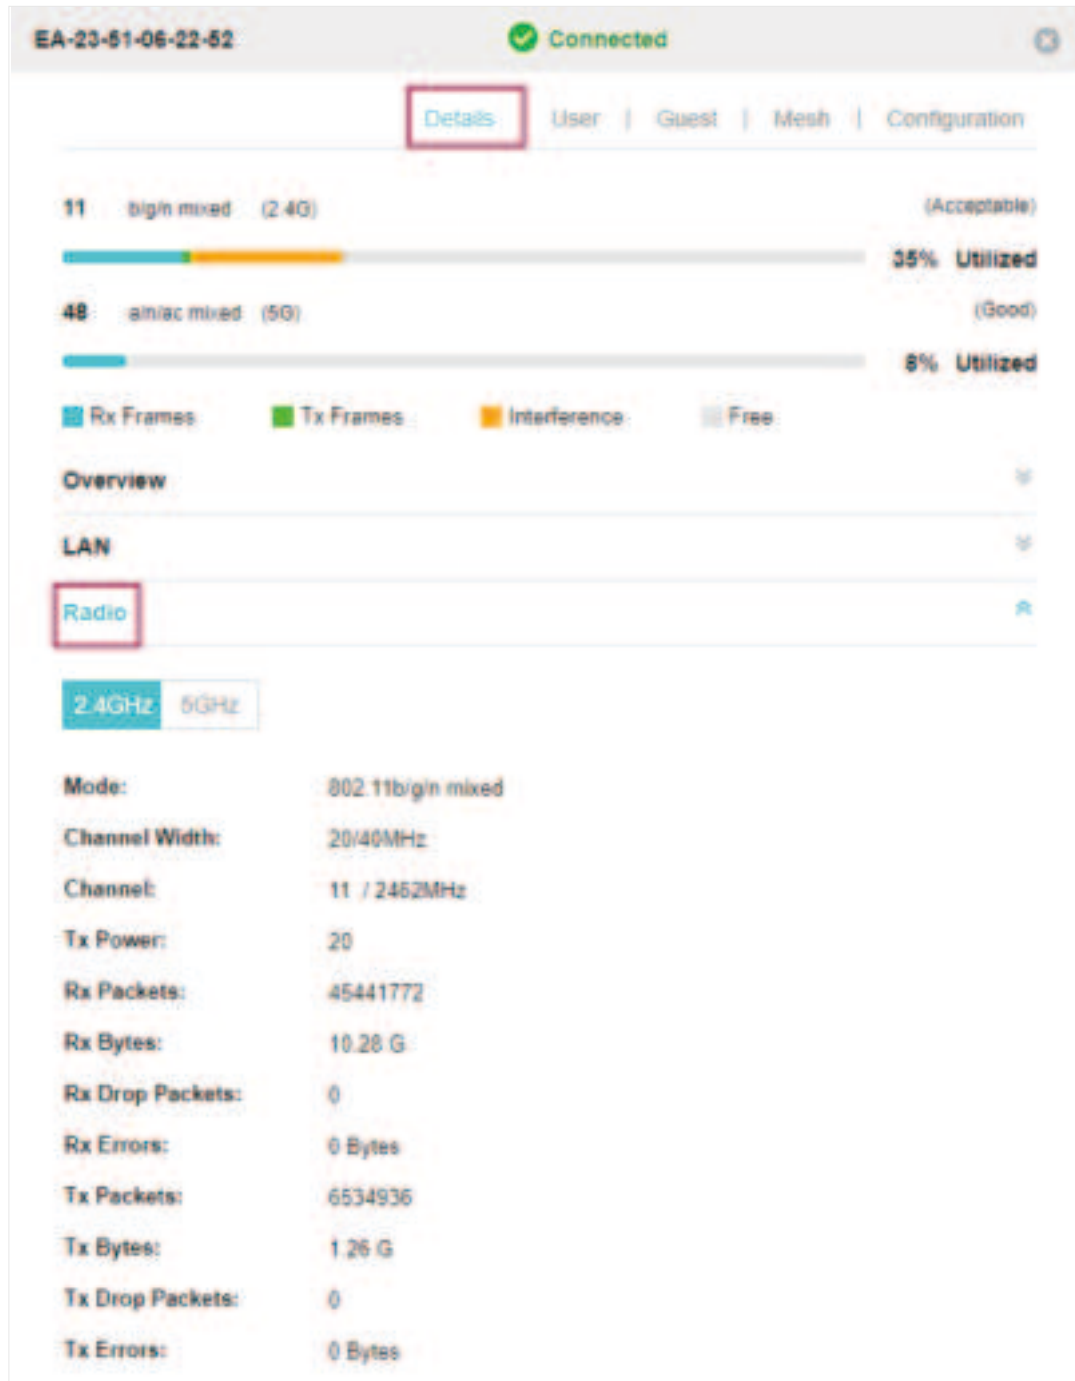 EA-23-51-06-22-52 Connected
Details User | Guest | Mesh | Configuration
11 b/g/n mixed (2.4G) (Acceptable)
35% Utilized
48 a/n/ac mixed (5G) (Good)
8% Utilized
Rx Frames Tx Frames Interference Free
Overview
LAN
Radio
2.4GHz 5GHz
Mode: 802.11b/g/n mixed
Channel Width: 20/40MHz
Channel: 11 / 2462MHz
Tx Power: 20
Rx Packets: 45441772
Rx Bytes: 10.28 G
Rx Drop Packets: 0
Rx Errors: 0 Bytes
Tx Packets: 6534936
Tx Bytes: 1.26 G
Tx Drop Packets: 0
Tx Errors: 0 Bytes